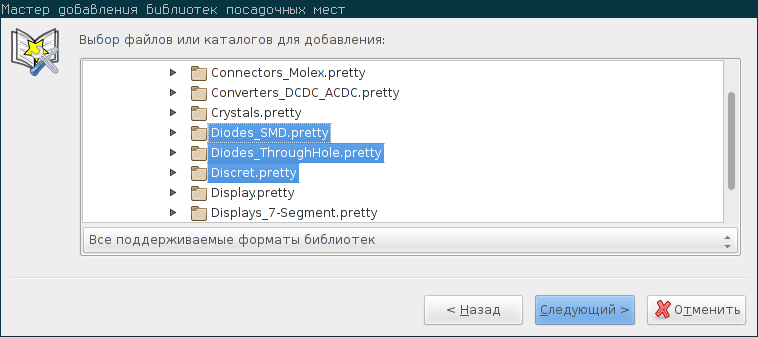 Мастер добавления библиотек посадочных мест
Выбор файлов или каталогов для добавления:
Connectors_Molex.pretty
Converters_DCDC_ACDC.pretty
Crystals.pretty
Diodes_SMD.pretty
Diodes_ThroughHole.pretty
Discret.pretty
Display.pretty
Displays_7-Segment.pretty
Все поддерживаемые форматы библиотек
< Назад
Следующий >
Отменить